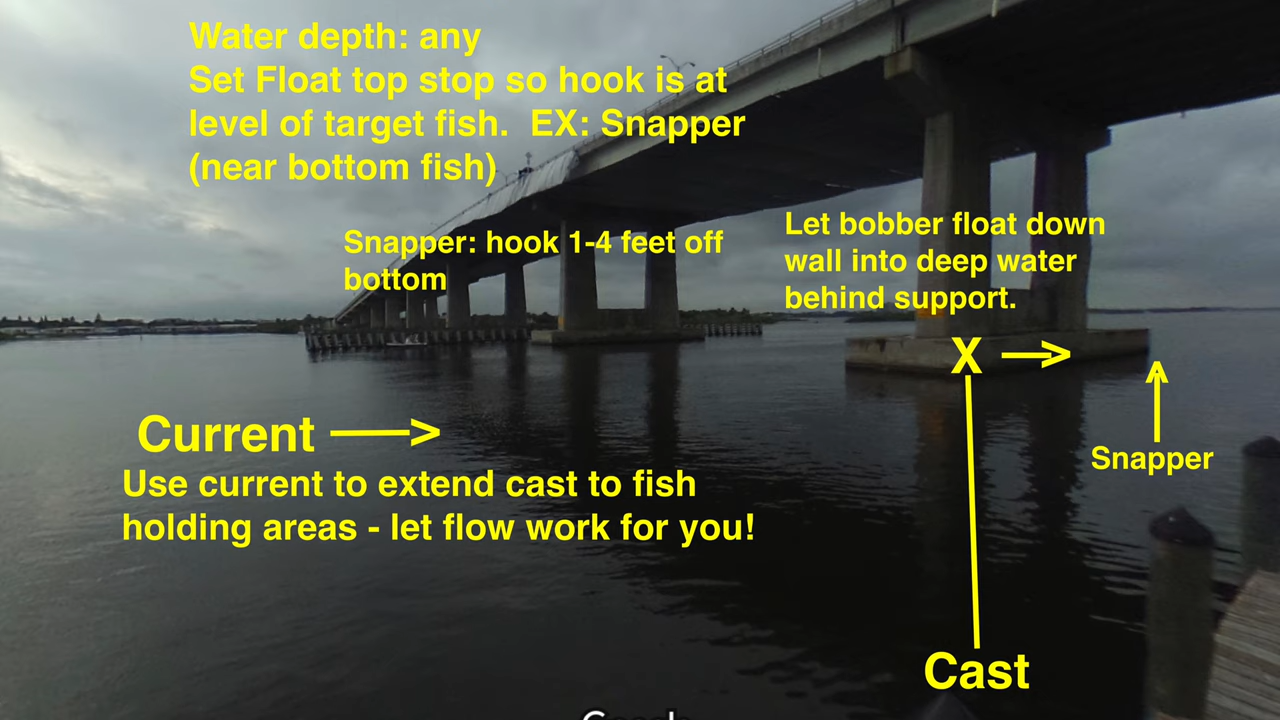 Water depth: any
Set Float top stop so hook is at
level of target fish.  EX: Snapper
(near bottom fish)
Snapper: hook 1-4 feet off
bottom
Let bobber float down
wall into deep water
behind support.
X
Current
Snapper
Use current to extend cast to fish
holding areas - let flow work for you!
Cast
Google